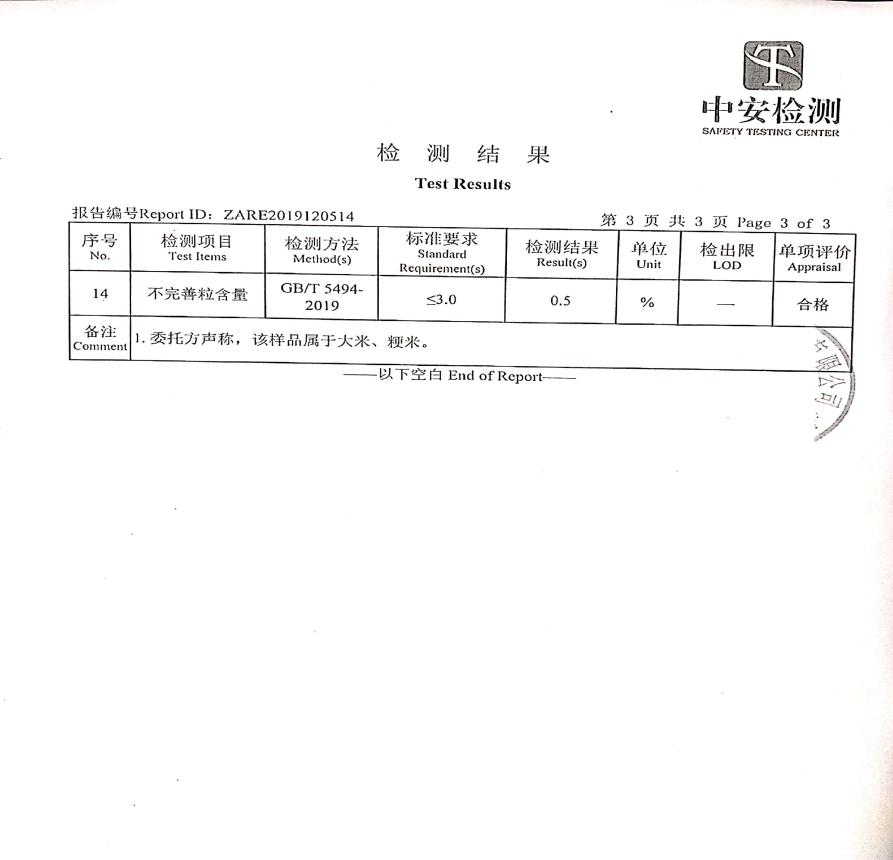 中安检测
SAFETY TESTING CENTER
检 测 结 果
Test Results
报告编号Report ID: ZARE2019120514
第 3 页 共 3 页 Page 3 of 3
序号 检测项目 检测方法 标准要求 检测结果 单位 检出限 单项评价
No. Test Items Method(s) Standard Requirement(s) Result(s) Unit LOD Appraisal
14 不完善粒含量 GB/T 5494-2019 ≤3.0 0.5 % — 合格
备注 Comment 1. 委托方声称，该样品属于大米、粳米。
——以下空白 End of Report——
限公司